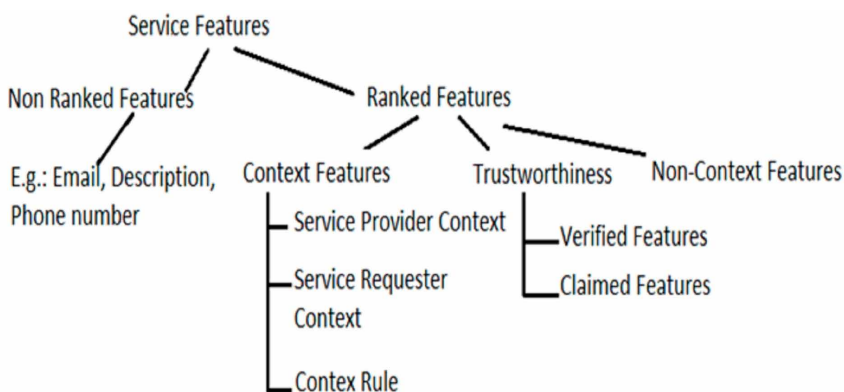 Service Features
Non Ranked Features
Ranked Features
E.g.: Email, Description,
Phone number
Context Features
Trustworthiness
Non-Context Features
Service Provider Context
Service Requester
Context
Contex Rule
Verified Features
Claimed Features